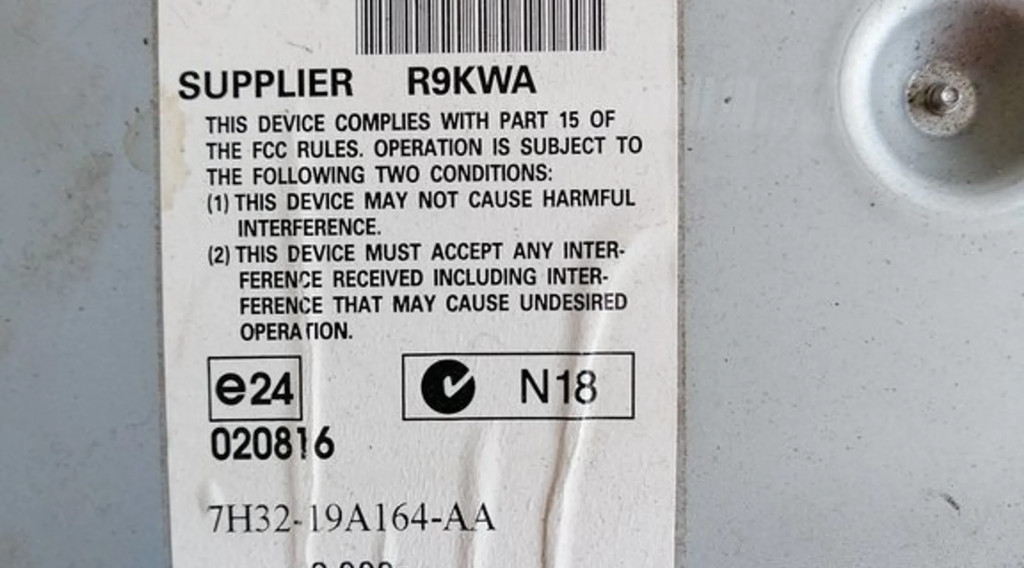 SUPPLIER R9KWA
THIS DEVICE COMPLIES WITH PART 15 OF
THE FCC RULES. OPERATION IS SUBJECT TO
THE FOLLOWING TWO CONDITIONS:
(1) THIS DEVICE MAY NOT CAUSE HARMFUL
INTERFERENCE.
(2) THIS DEVICE MUST ACCEPT ANY INTER-
FERENCE RECEIVED INCLUDING INTER-
FERENCE THAT MAY CAUSE UNDESIRED
OPERATION.
e24 N18
020816
7H32-19A164-AA